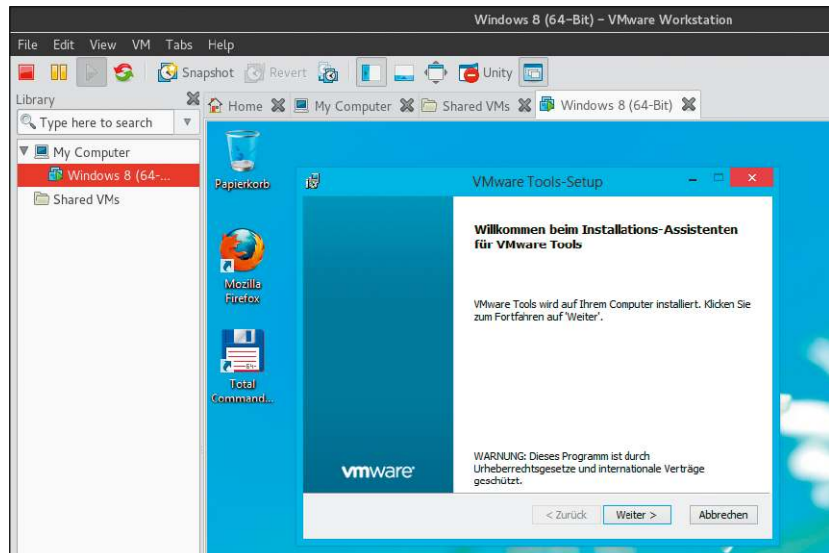 Windows 8 (64-Bit) – VMware Workstation
File Edit View VM Tabs Help
Snapshot Revert Unity
Library
Home My Computer Shared VMs Windows 8 (64-Bit)
Type here to search
My Computer
Windows 8 (64-...
Shared VMs
Papierkorb
Mozilla
Firefox
Total
Command...
VMware Tools-Setup
Willkommen beim Installations-Assistenten
für VMware Tools
VMware Tools wird auf Ihrem Computer installiert. Klicken Sie
zum Fortfahren auf 'Weiter'.
WARNUNG: Dieses Programm ist durch
Urheberrechtsgesetze und internationale Verträge
geschützt.
vmware
< Zurück Weiter > Abbrechen